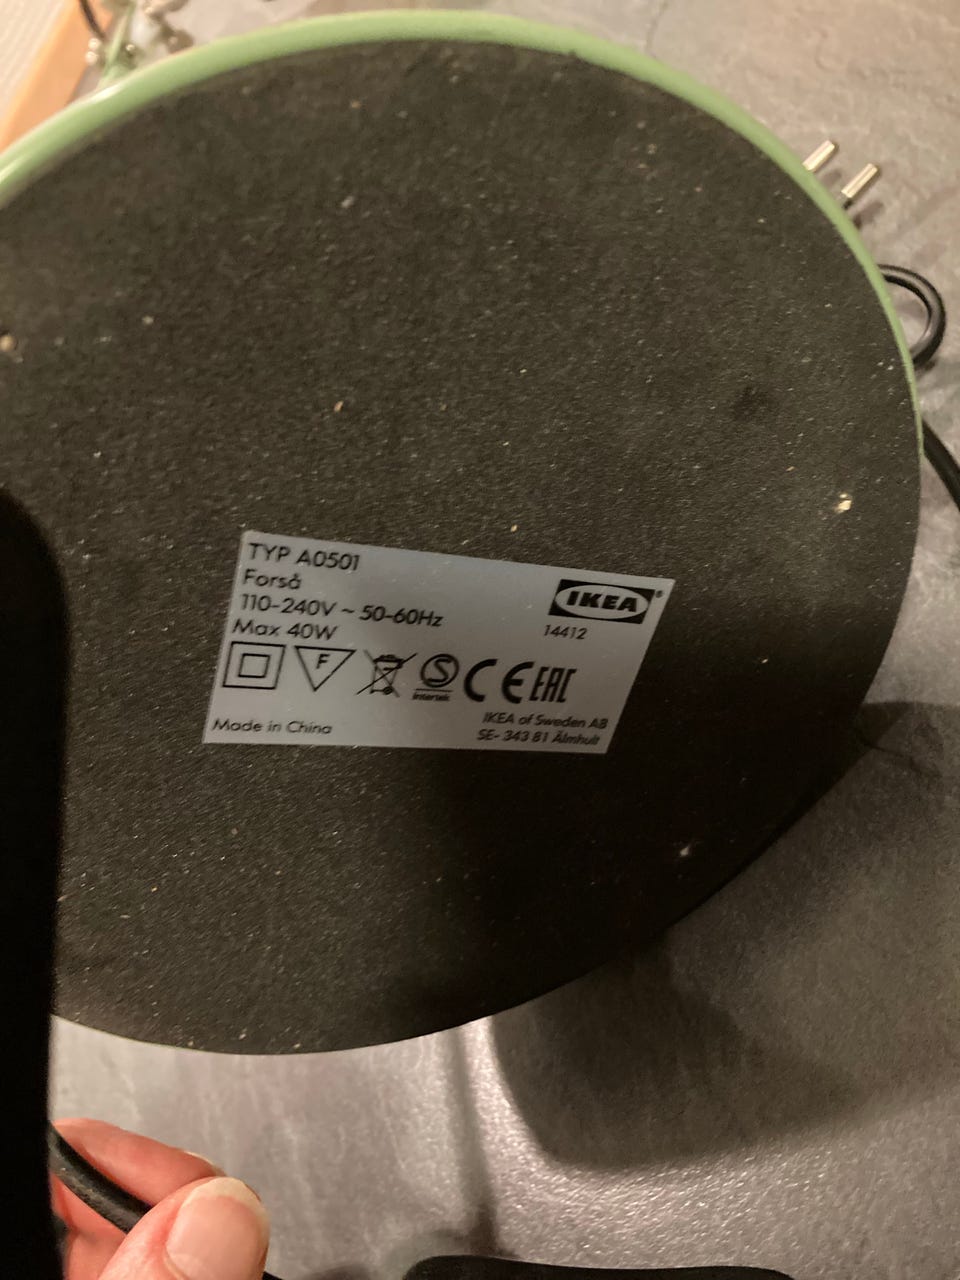 TYP A0501
Forså
110-240V ~ 50-60Hz
Max 40W
IKEA®
14412
F
S
Intertek
CE
EAC
Made in China
IKEA of Sweden AB
SE- 343 81 Älmhult